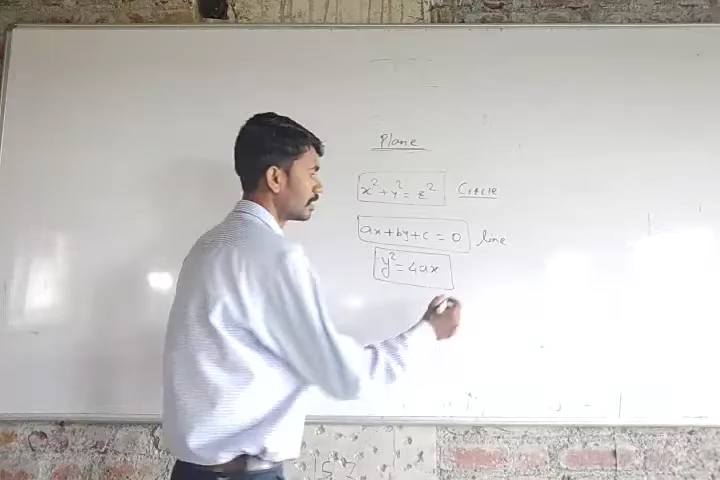 Plane
x² + y² = r² Circle
ax + by + c = 0 line
y² = 4ax